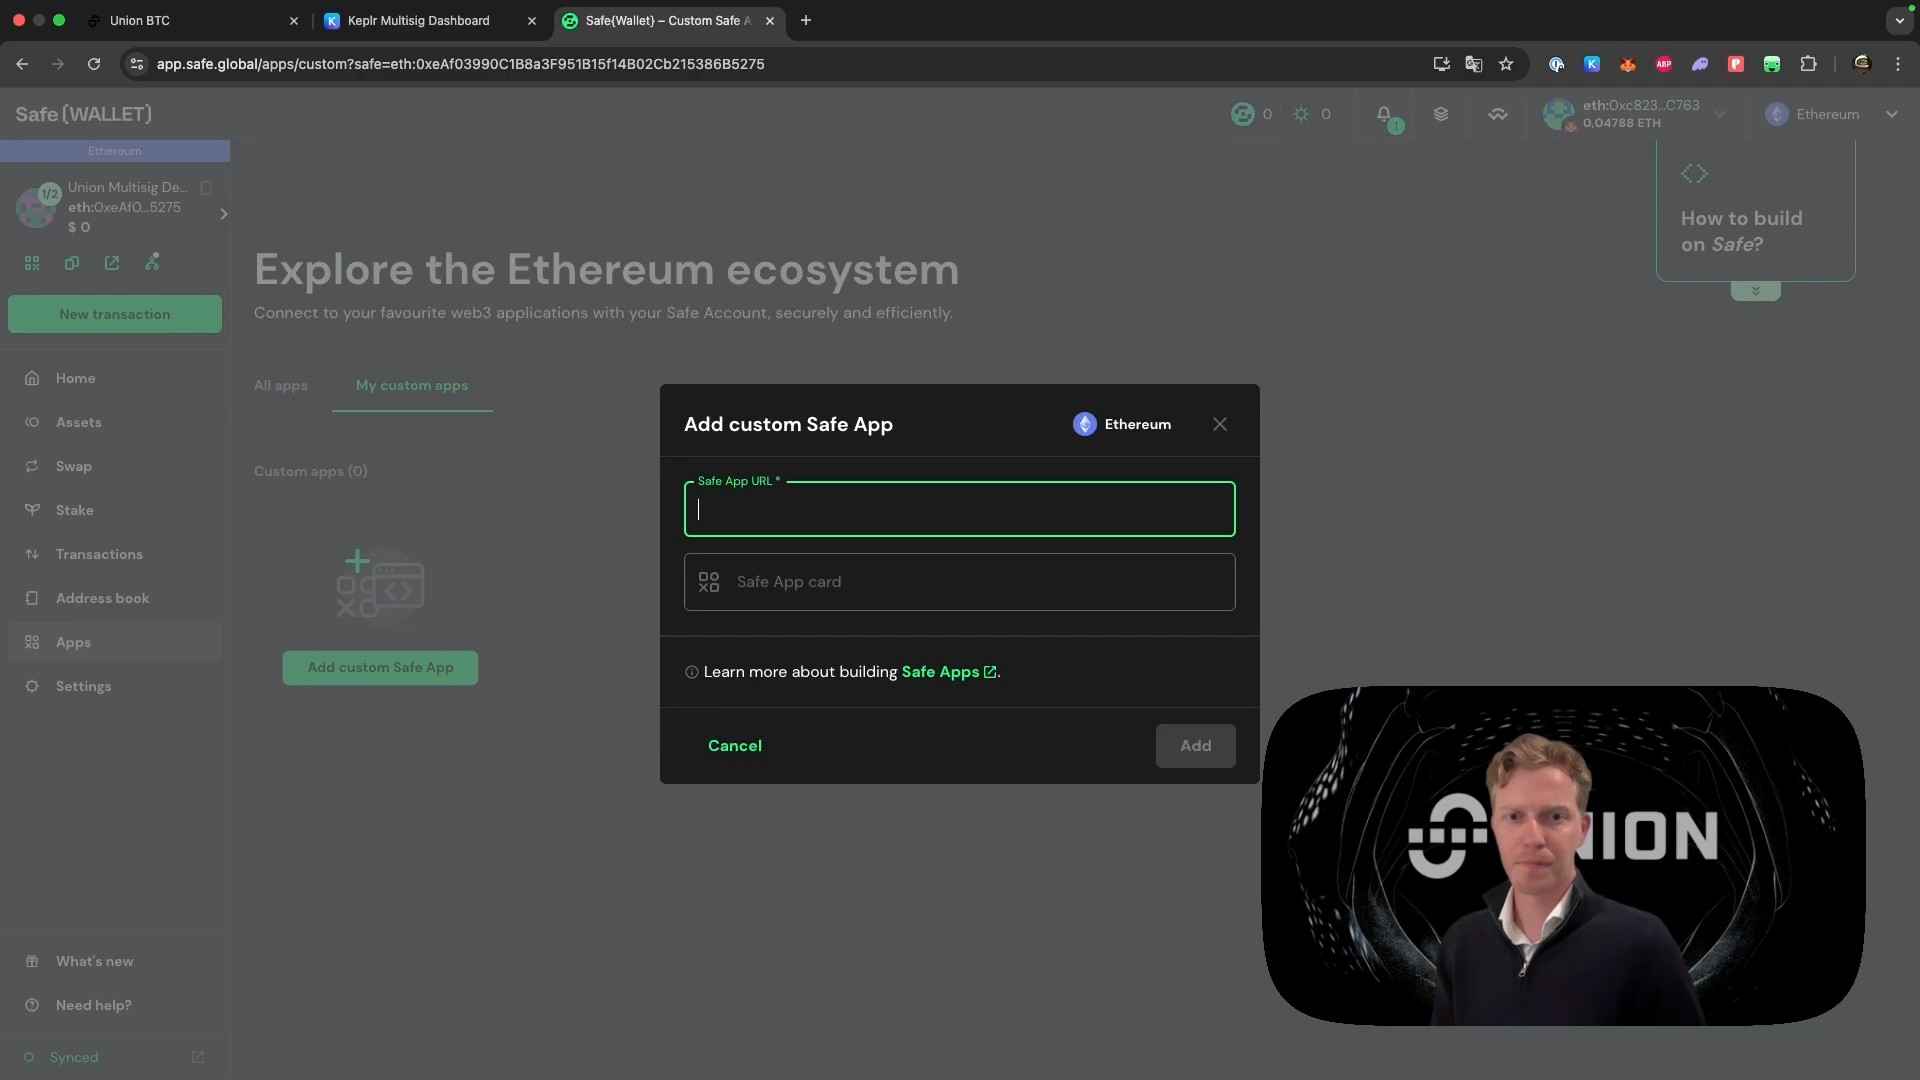 Union BTC
Keplr Multisig Dashboard
Safe{Wallet} – Custom Safe A
app.safe.global/apps/custom?safe=eth:0xeAf03990C1B8a3F951B15f14B02Cb215386B5275
ABP
Safe{WALLET}
0
0
1
eth:0xc823...C763
0,04788 ETH
Ethereum
Ethereum
1/2
Union Multisig De...
eth:0xeAf0...5275
$ 0
New transaction
Home
Assets
Swap
Stake
Transactions
Address book
Apps
Settings
What's new
Need help?
Synced
Explore the Ethereum ecosystem
Connect to your favourite web3 applications with your Safe Account, securely and efficiently.
How to build
on Safe?
All apps
My custom apps
Custom apps (0)
Add custom Safe App
Add custom Safe App
Ethereum
Safe App URL *
Safe App card
Learn more about building Safe Apps.
Cancel
Add
UNION